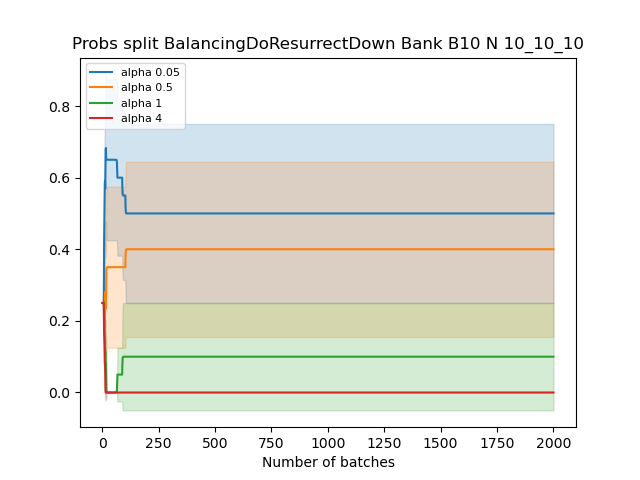 Probs split BalancingDoResurrectDown Bank B10 N 10_10_10
alpha 0.05
alpha 0.5
alpha 1
alpha 4
0.8
0.6
0.4
0.2
0.0
0 250 500 750 1000 1250 1500 1750 2000
Number of batches